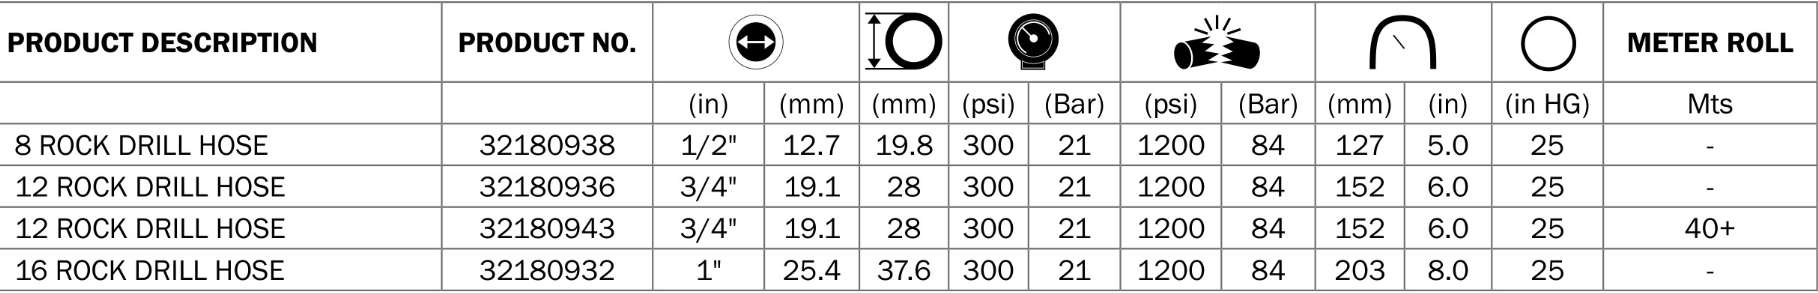 PRODUCT DESCRIPTION PRODUCT NO. METER ROLL
(in) (mm) (mm) (psi) (Bar) (psi) (Bar) (mm) (in) (in HG) Mts
8 ROCK DRILL HOSE 32180938 1/2" 12.7 19.8 300 21 1200 84 127 5.0 25 -
12 ROCK DRILL HOSE 32180936 3/4" 19.1 28 300 21 1200 84 152 6.0 25 -
12 ROCK DRILL HOSE 32180943 3/4" 19.1 28 300 21 1200 84 152 6.0 25 40+
16 ROCK DRILL HOSE 32180932 1" 25.4 37.6 300 21 1200 84 203 8.0 25 -